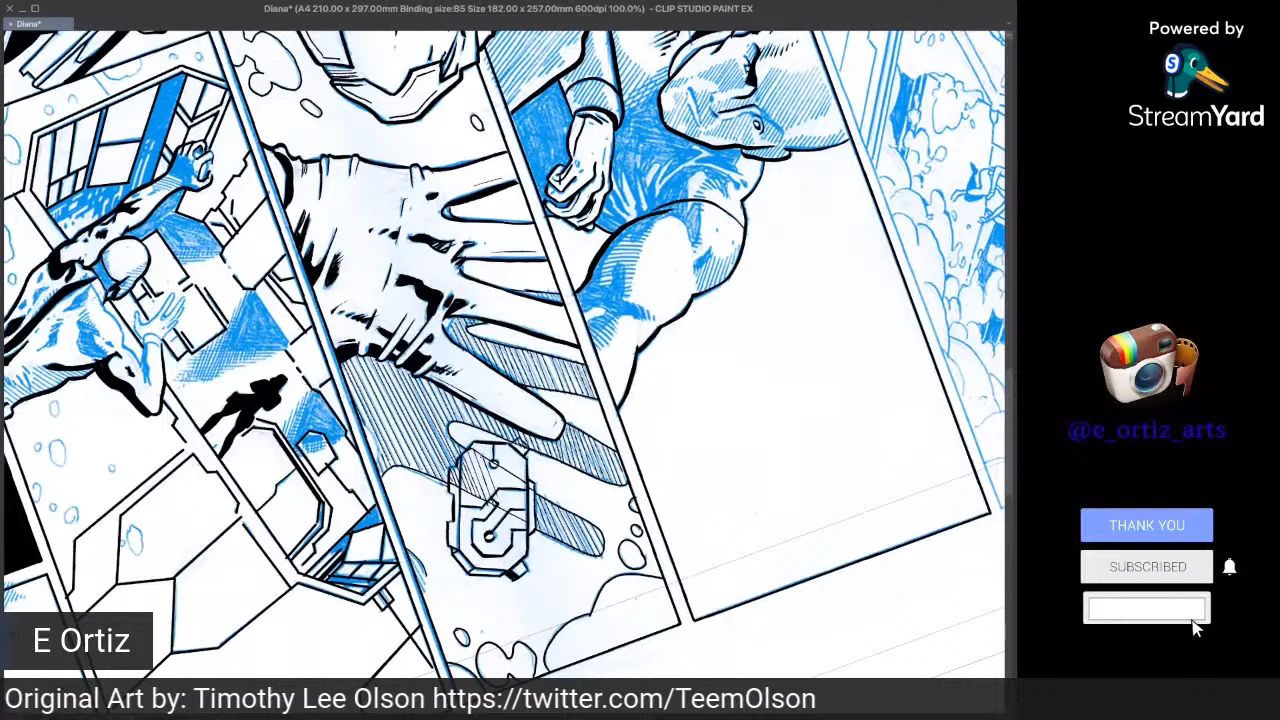 Diana* (A4 210.00 x 297.00mm Binding size:B5 Size 182.00 x 257.00mm 600dpi 100.0%) - CLIP STUDIO PAINT EX
Diana*
Powered by
S
StreamYard
@e_ortiz_arts
THANK YOU
SUBSCRIBED
E Ortiz
Original Art by: Timothy Lee Olson https://twitter.com/TeemOlson